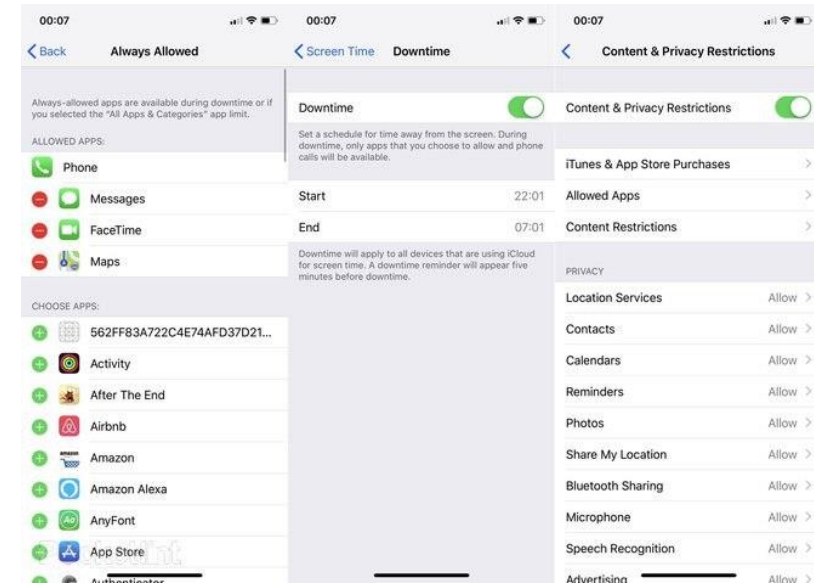 00:07
Back
Always Allowed
Always-allowed apps are available during downtime or if
you selected the "All Apps & Categories" app limit.
ALLOWED APPS:
Phone
Messages
FaceTime
Maps
CHOOSE APPS:
562FF83A722C4E74AFD37D21...
Activity
After The End
Airbnb
amazon
Amazon
Amazon Alexa
Ao
AnyFont
App Store
Pocket-lint
Authenticator
00:07
Screen Time
Downtime
Downtime
Set a schedule for time away from the screen. During
downtime, only apps that you choose to allow and phone
calls will be available.
Start 22:01
End 07:01
Downtime will apply to all devices that are using iCloud
for screen time. A downtime reminder will appear five
minutes before downtime.
00:07
Content & Privacy Restrictions
Content & Privacy Restrictions
iTunes & App Store Purchases
Allowed Apps
Content Restrictions
PRIVACY
Location Services Allow
Contacts Allow
Calendars Allow
Reminders Allow
Photos Allow
Share My Location Allow
Bluetooth Sharing Allow
Microphone Allow
Speech Recognition Allow
Advertising Allow